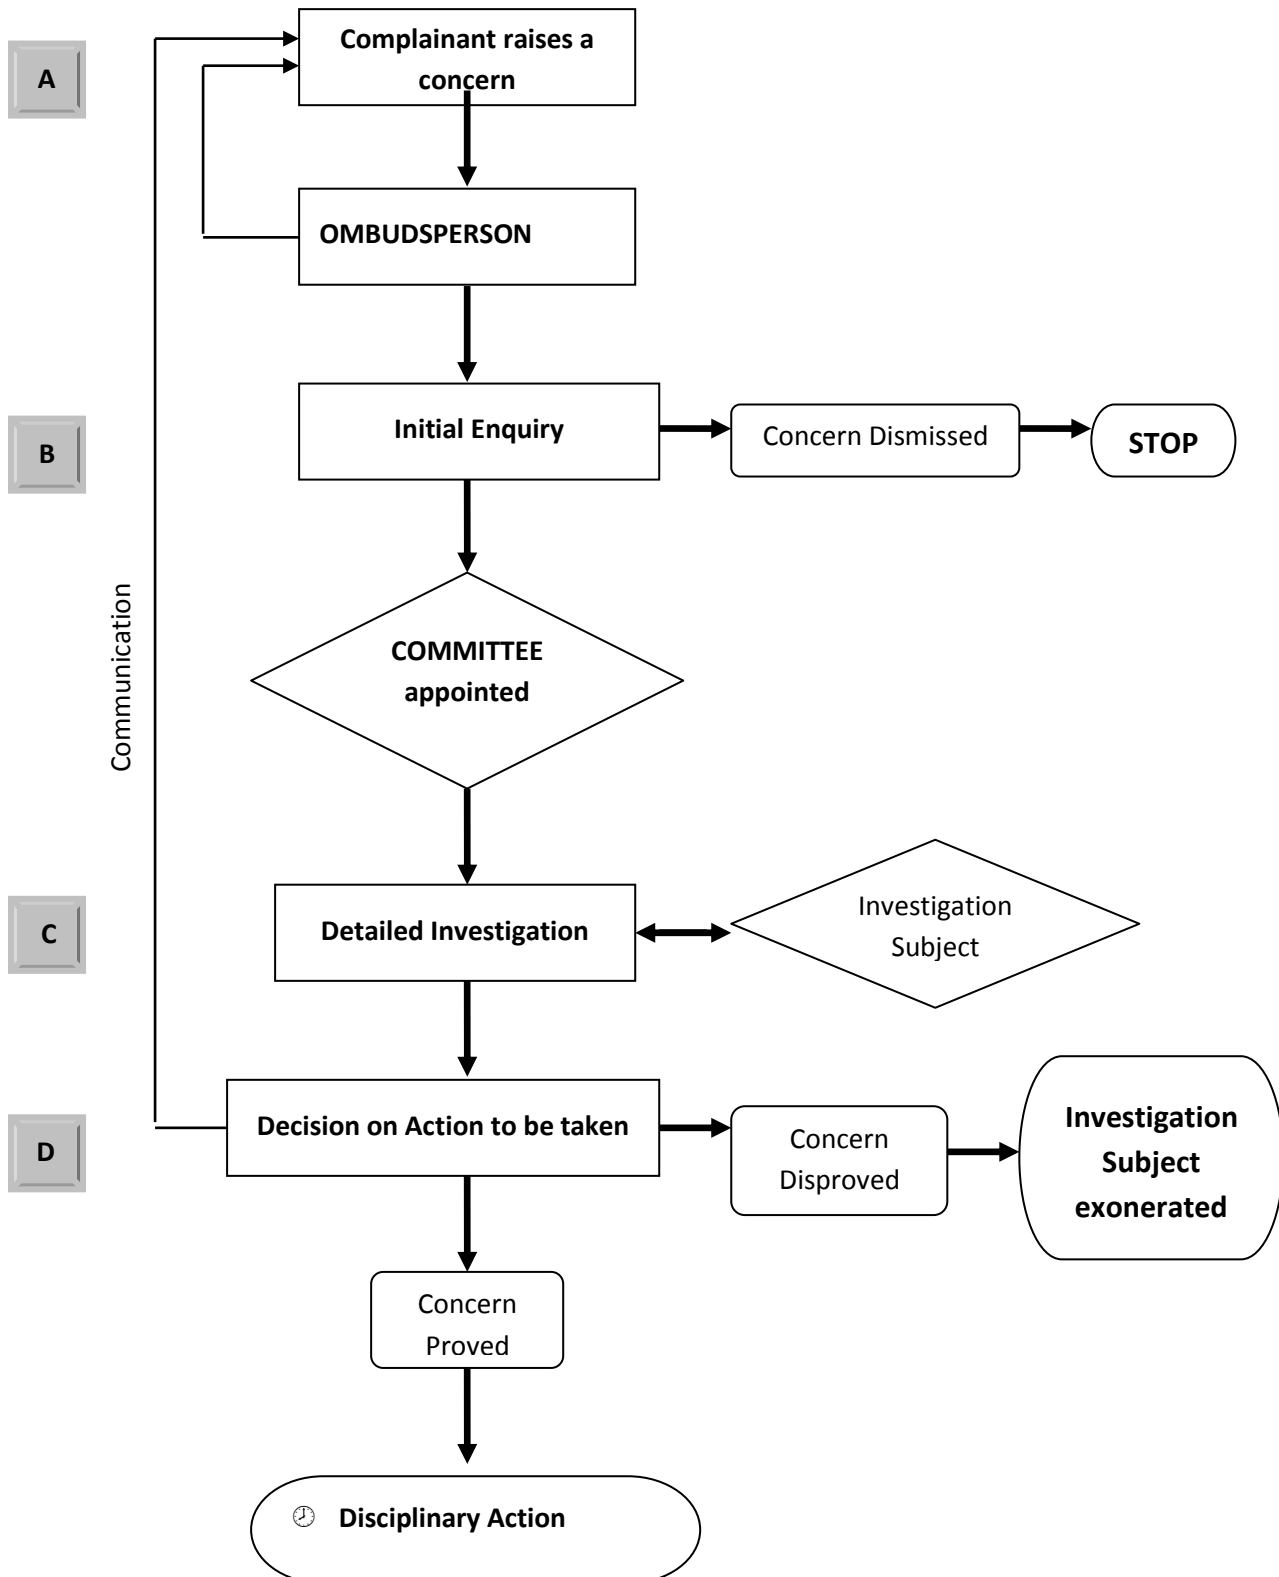 A
Complainant raises a
concern
OMBUDSPERSON
B
Initial Enquiry
Concern Dismissed
STOP
Communication
COMMITTEE
appointed
C
Detailed Investigation
Investigation
Subject
D
Decision on Action to be taken
Concern
Disproved
Investigation
Subject
exonerated
Concern
Proved
Disciplinary Action